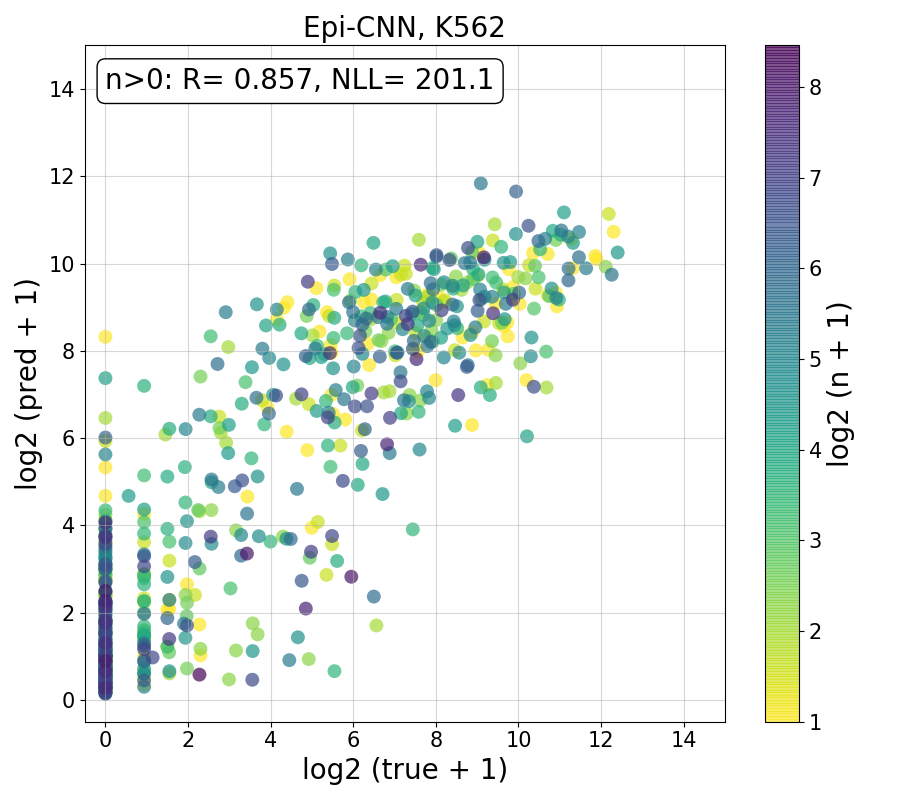 Epi-CNN, K562
n>0: R= 0.857, NLL= 201.1
log2 (pred + 1)
14
12
10
8
6
4
2
0
0 2 4 6 8 10 12 14
log2 (true + 1)
8
7
6
5
4
3
2
1
log2 (n + 1)